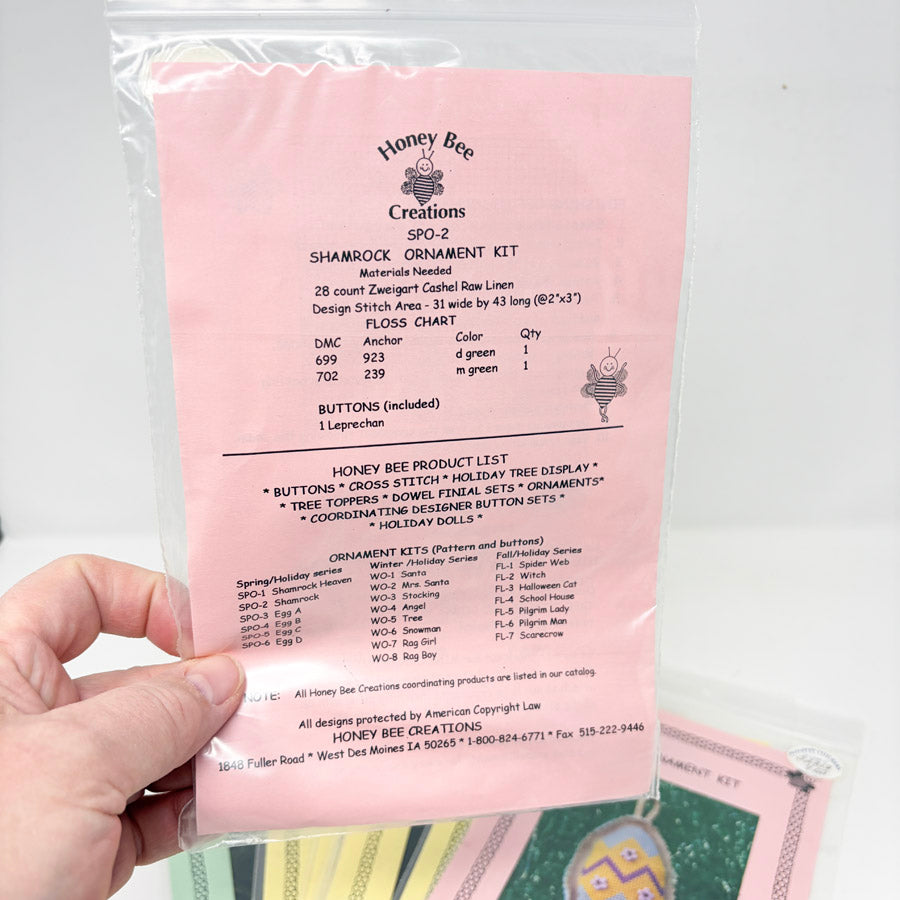 Honey Bee
Creations
SPO-2
SHAMROCK ORNAMENT KIT
Materials Needed
28 count Zweigart Cashel Raw Linen
Design Stitch Area - 31 wide by 43 long (@2"x3")
FLOSS CHART
DMC Anchor Color Qty
699 923 d green 1
702 239 m green 1
BUTTONS (included)
1 Leprechan
HONEY BEE PRODUCT LIST
* BUTTONS * CROSS STITCH * HOLIDAY TREE DISPLAY *
* TREE TOPPERS * DOWEL FINIAL SETS * ORNAMENTS*
* COORDINATING DESIGNER BUTTON SETS *
* HOLIDAY DOLLS *
ORNAMENT KITS (Pattern and buttons)
Spring/Holiday series
SPO-1 Shamrock Heaven
SPO-2 Shamrock
SPO-3 Egg A
SPO-4 Egg B
SPO-5 Egg C
SPO-6 Egg D
Winter /Holiday Series
WO-1 Santa
WO-2 Mrs. Santa
WO-3 Stocking
WO-4 Angel
WO-5 Tree
WO-6 Snowman
WO-7 Rag Girl
WO-8 Rag Boy
Fall/Holiday Series
FL-1 Spider Web
FL-2 Witch
FL-3 Halloween Cat
FL-4 School House
FL-5 Pilgrim Lady
FL-6 Pilgrim Man
FL-7 Scarecrow
NOTE: All Honey Bee Creations coordinating products are listed in our catalog.
All designs protected by American Copyright Law
HONEY BEE CREATIONS
1848 Fuller Road * West Des Moines IA 50265 * 1-800-824-6771 * Fax 515-222-9446
KIT